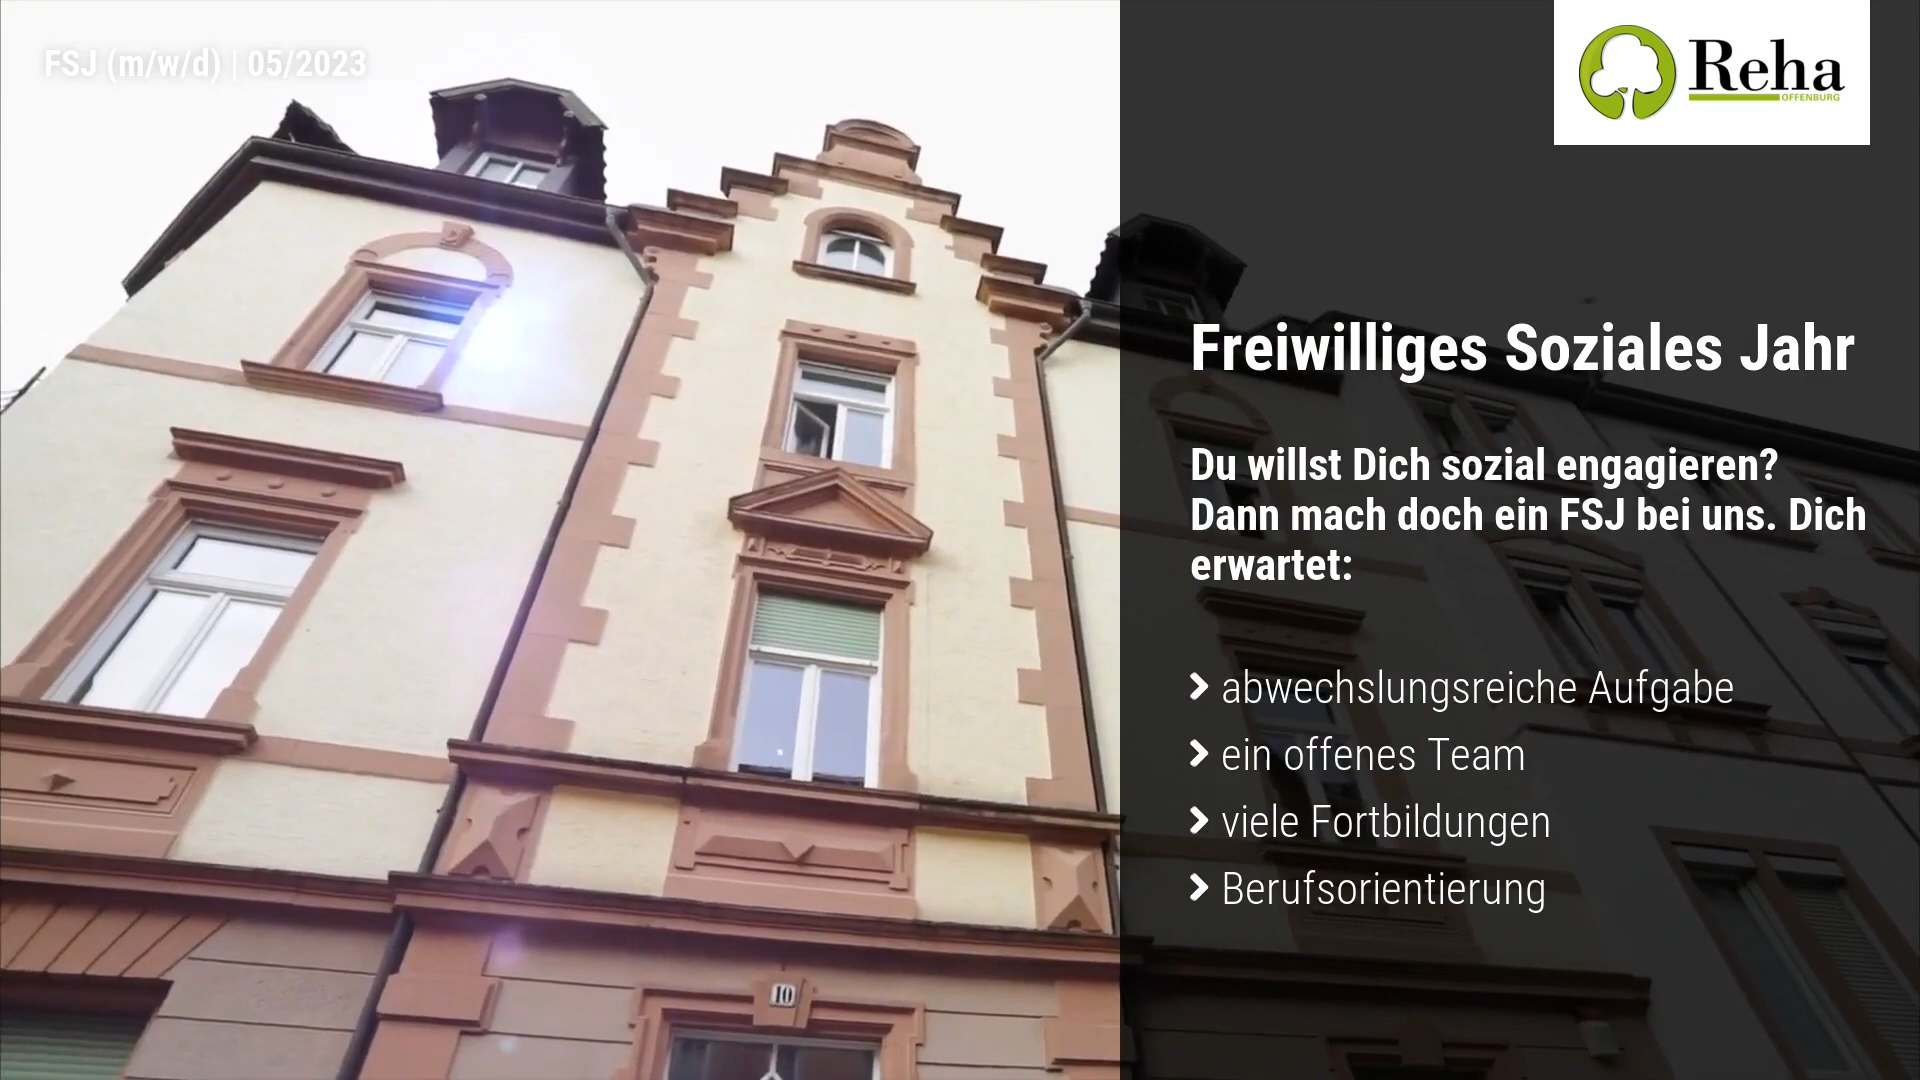 FSJ (m/w/d) | 05/2023
Reha
OFFENBURG
Freiwilliges Soziales Jahr
Du willst Dich sozial engagieren?
Dann mach doch ein FSJ bei uns. Dich
erwartet:
abwechslungsreiche Aufgabe
ein offenes Team
viele Fortbildungen
Berufsorientierung
10